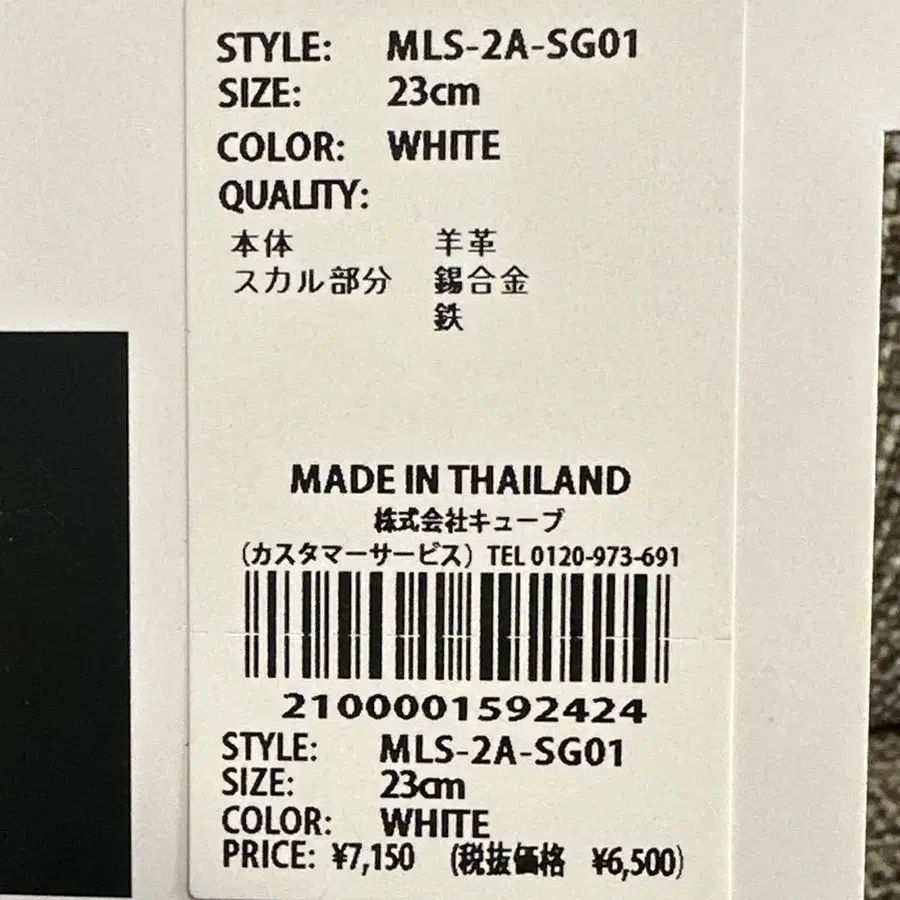 STYLE: MLS-2A-SG01
SIZE: 23cm
COLOR: WHITE
QUALITY:
本体 羊革
スカル部分 錫合金
鉄
MADE IN THAILAND
株式会社キューブ
(カスタマーサービス) TEL 0120-973-691
2100001592424
STYLE: MLS-2A-SG01
SIZE: 23cm
COLOR: WHITE
PRICE: ¥7,150 (税抜価格 ¥6,500)